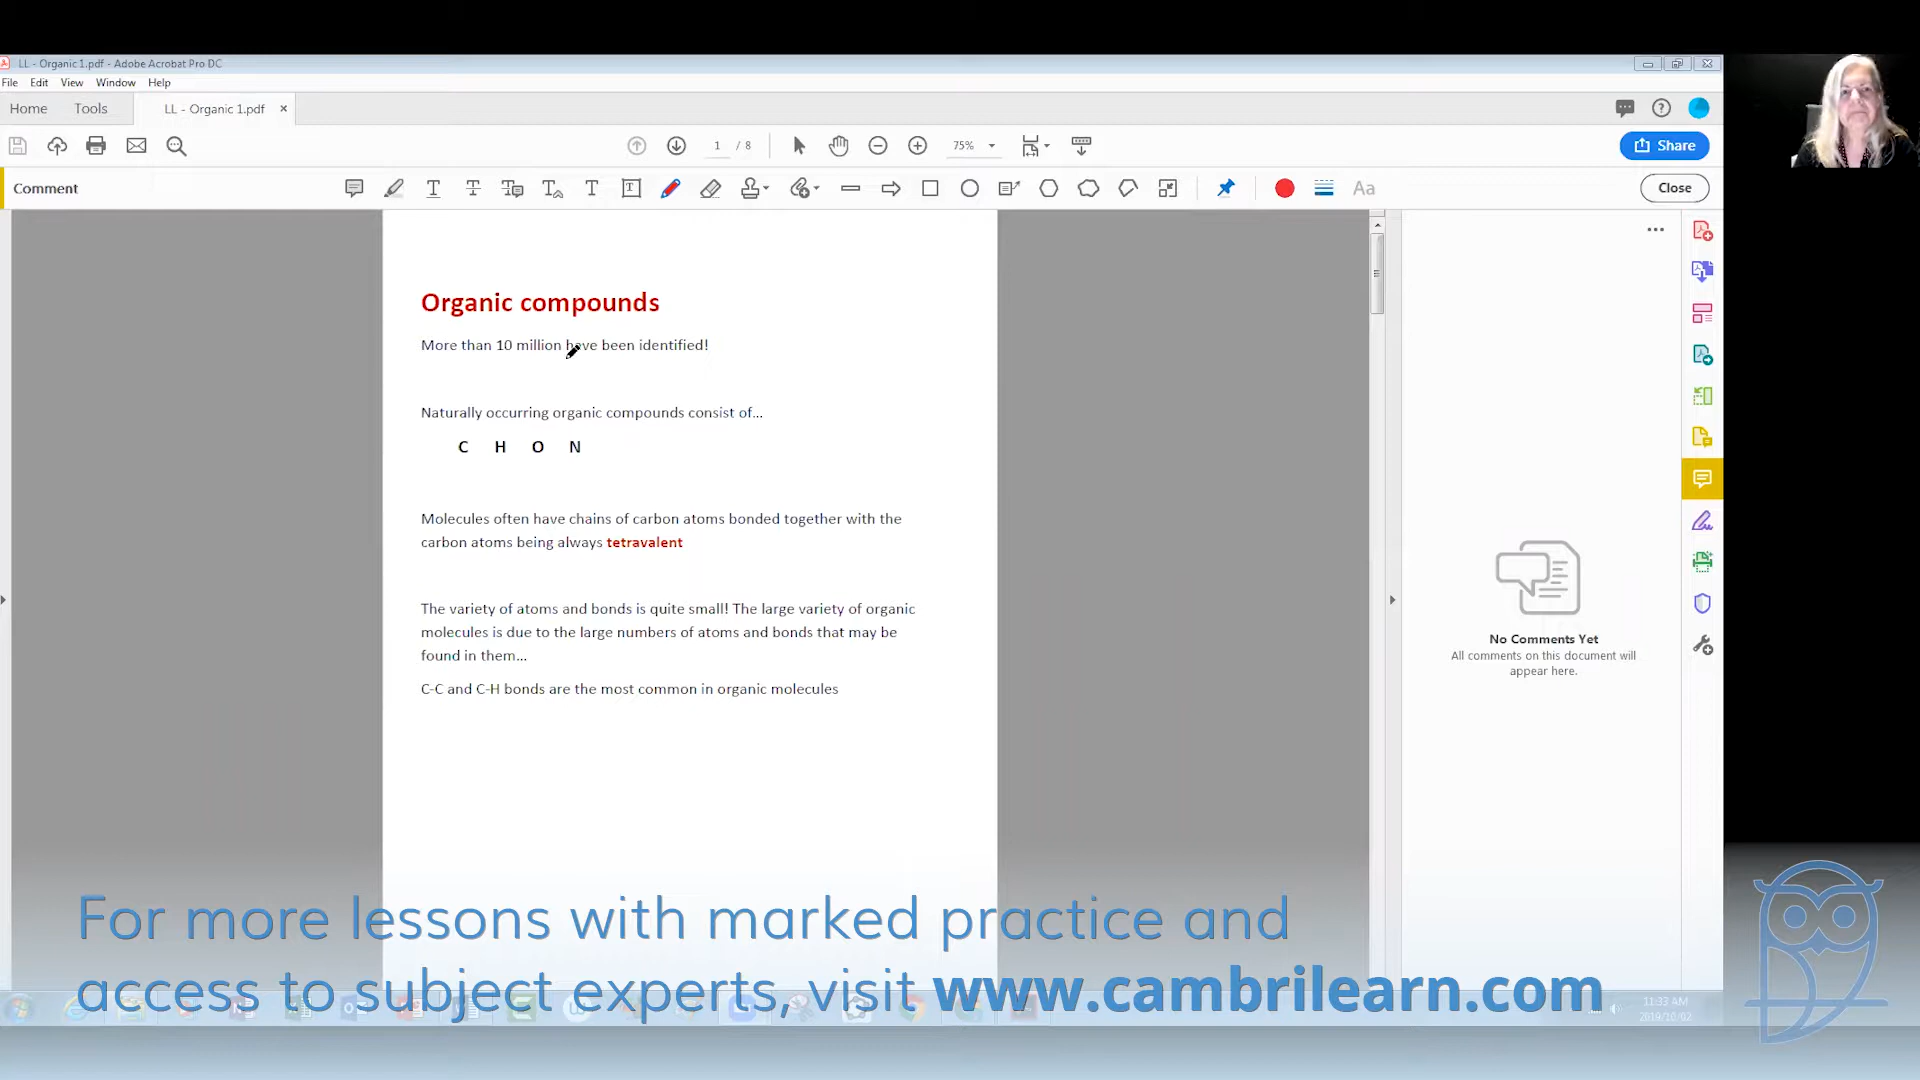 LL - Organic 1.pdf - Adobe Acrobat Pro DC
File Edit View Window Help
Home Tools LL - Organic 1.pdf
1 / 8 75% Share
Comment Aa Close
Organic compounds
More than 10 million have been identified!
Naturally occurring organic compounds consist of...
C H O N
Molecules often have chains of carbon atoms bonded together with the
carbon atoms being always tetravalent
The variety of atoms and bonds is quite small! The large variety of organic
molecules is due to the large numbers of atoms and bonds that may be
found in them...
C-C and C-H bonds are the most common in organic molecules
No Comments Yet
All comments on this document will
appear here.
For more lessons with marked practice and
access to subject experts, visit www.cambrilearn.com
11:33 AM
2019/10/02